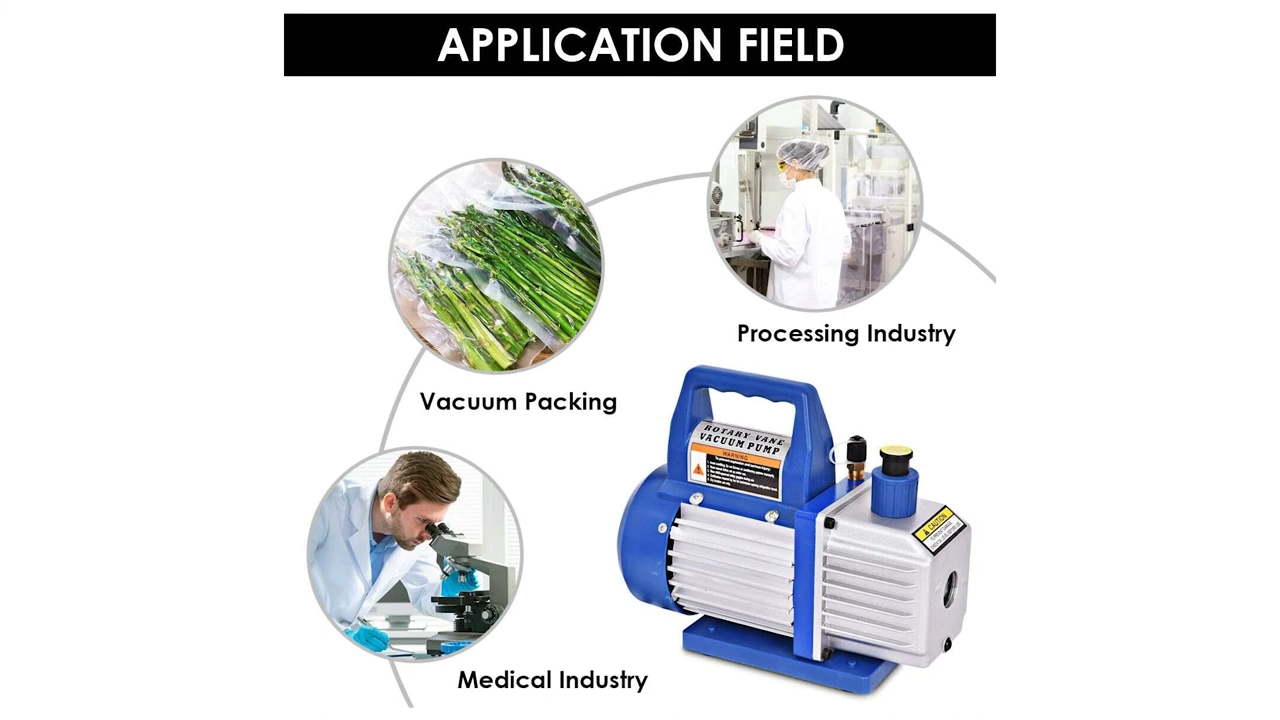 APPLICATION FIELD
Processing Industry
Vacuum Packing
ROTARY VANE
VACUUM PUMP
WARNING
CAUTION
Medical Industry